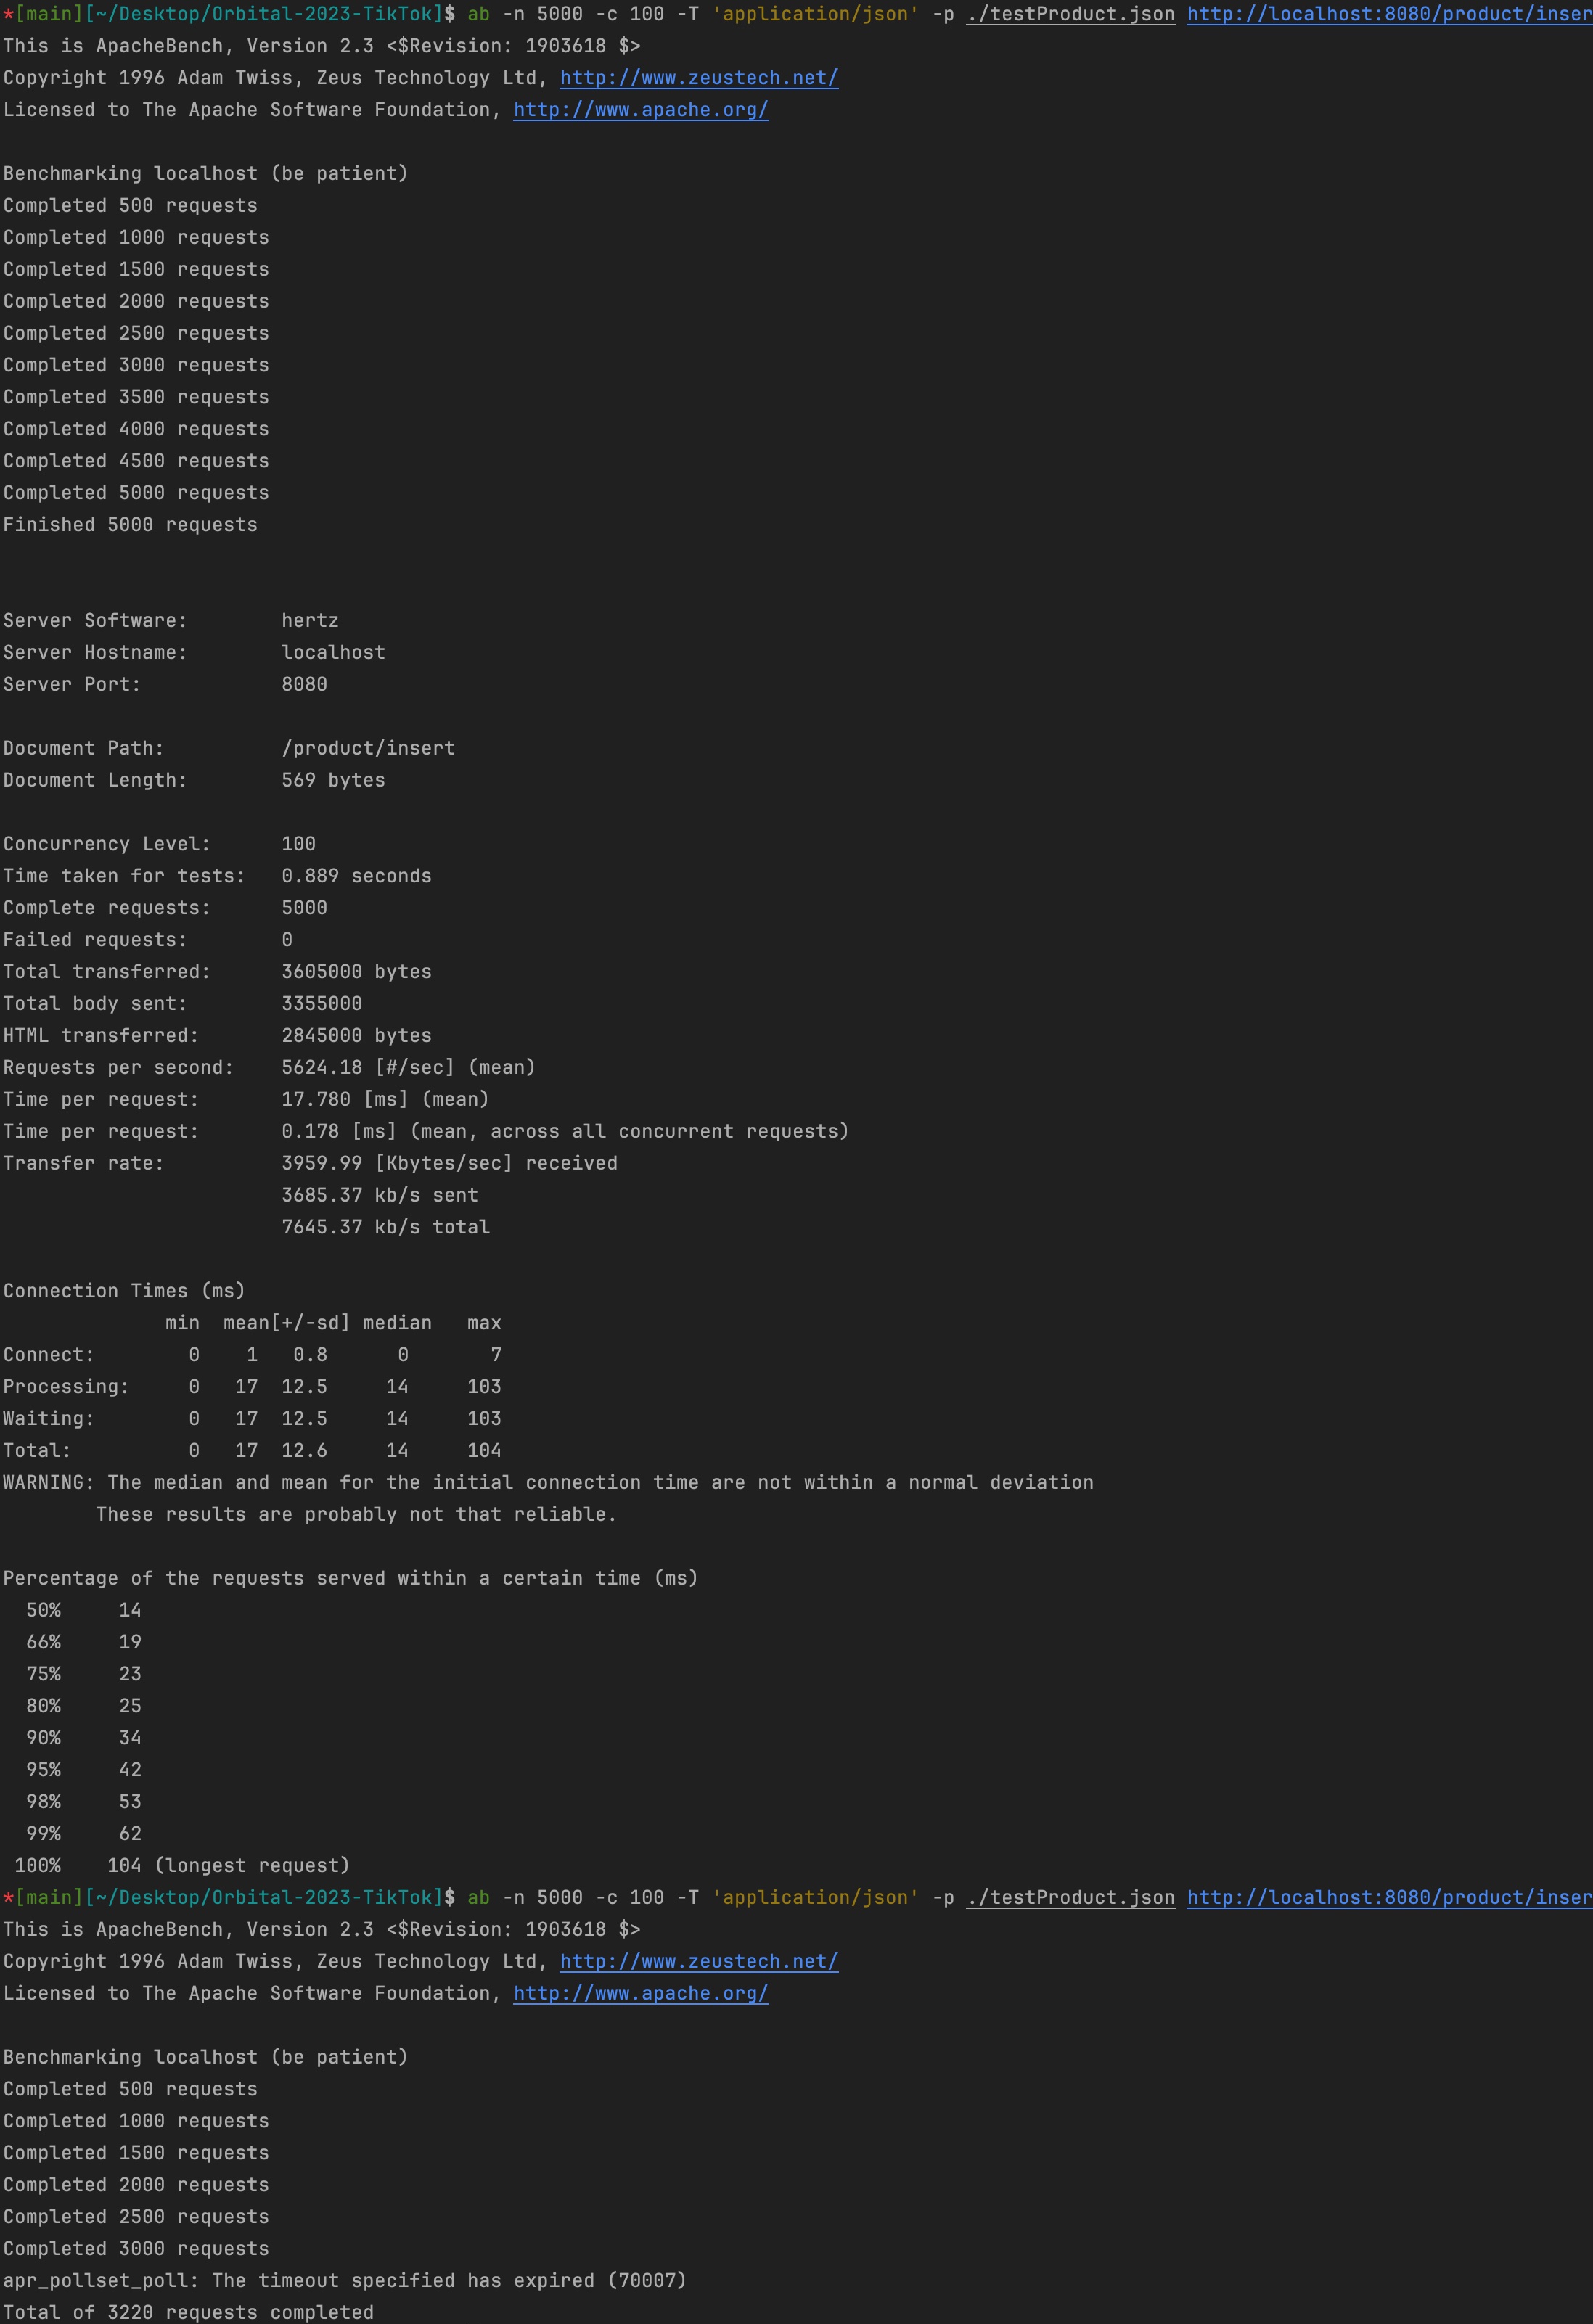 *[main][~/Desktop/Orbital-2023-TikTok]$ ab -n 5000 -c 100 -T 'application/json' -p ./testProduct.json http://localhost:8080/product/inser
This is ApacheBench, Version 2.3 <$Revision: 1903618 $>
Copyright 1996 Adam Twiss, Zeus Technology Ltd, http://www.zeustech.net/
Licensed to The Apache Software Foundation, http://www.apache.org/
Benchmarking localhost (be patient)
Completed 500 requests
Completed 1000 requests
Completed 1500 requests
Completed 2000 requests
Completed 2500 requests
Completed 3000 requests
Completed 3500 requests
Completed 4000 requests
Completed 4500 requests
Completed 5000 requests
Finished 5000 requests
Server Software:        hertz
Server Hostname:        localhost
Server Port:            8080
Document Path:          /product/insert
Document Length:        569 bytes
Concurrency Level:      100
Time taken for tests:   0.889 seconds
Complete requests:      5000
Failed requests:        0
Total transferred:      3605000 bytes
Total body sent:        3355000
HTML transferred:       2845000 bytes
Requests per second:    5624.18 [#/sec] (mean)
Time per request:       17.780 [ms] (mean)
Time per request:       0.178 [ms] (mean, across all concurrent requests)
Transfer rate:          3959.99 [Kbytes/sec] received
                        3685.37 kb/s sent
                        7645.37 kb/s total
Connection Times (ms)
              min  mean[+/-sd] median   max
Connect:        0    1   0.8      0       7
Processing:     0   17  12.5     14     103
Waiting:        0   17  12.5     14     103
Total:          0   17  12.6     14     104
WARNING: The median and mean for the initial connection time are not within a normal deviation
        These results are probably not that reliable.
Percentage of the requests served within a certain time (ms)
  50%     14
  66%     19
  75%     23
  80%     25
  90%     34
  95%     42
  98%     53
  99%     62
 100%    104 (longest request)
*[main][~/Desktop/Orbital-2023-TikTok]$ ab -n 5000 -c 100 -T 'application/json' -p ./testProduct.json http://localhost:8080/product/inser
This is ApacheBench, Version 2.3 <$Revision: 1903618 $>
Copyright 1996 Adam Twiss, Zeus Technology Ltd, http://www.zeustech.net/
Licensed to The Apache Software Foundation, http://www.apache.org/
Benchmarking localhost (be patient)
Completed 500 requests
Completed 1000 requests
Completed 1500 requests
Completed 2000 requests
Completed 2500 requests
Completed 3000 requests
apr_pollset_poll: The timeout specified has expired (70007)
Total of 3220 requests completed